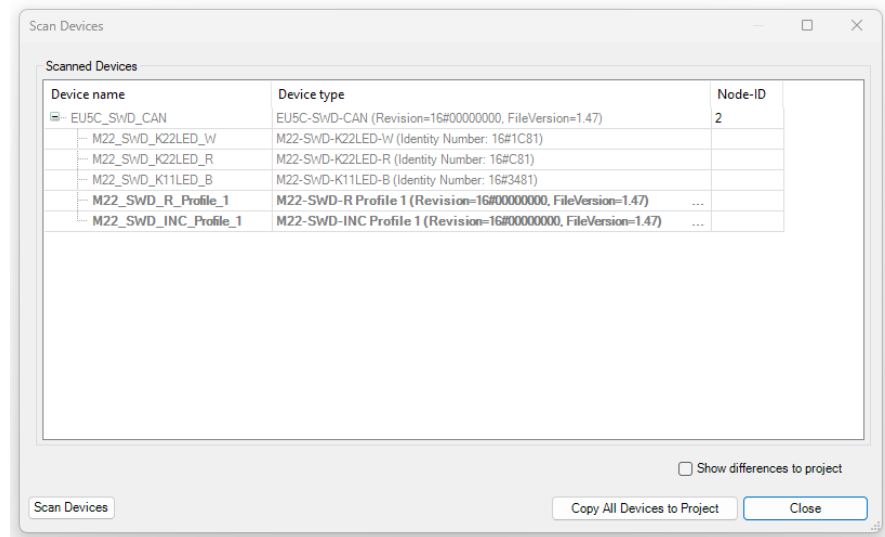 Scan Devices
Scanned Devices
Device name Device type Node-ID
EU5C_SWD_CAN EU5C-SWD-CAN (Revision=16#00000000, FileVersion=1.47) 2
M22_SWD_K22LED_W M22-SWD-K22LED-W (Identity Number: 16#1C81)
M22_SWD_K22LED_R M22-SWD-K22LED-R (Identity Number: 16#C81)
M22_SWD_K11LED_B M22-SWD-K11LED-B (Identity Number: 16#3481)
M22_SWD_R_Profile_1 M22-SWD-R Profile 1 (Revision=16#00000000, FileVersion=1.47) ...
M22_SWD_INC_Profile_1 M22-SWD-INC Profile 1 (Revision=16#00000000, FileVersion=1.47) ...
Show differences to project
Scan Devices Copy All Devices to Project Close